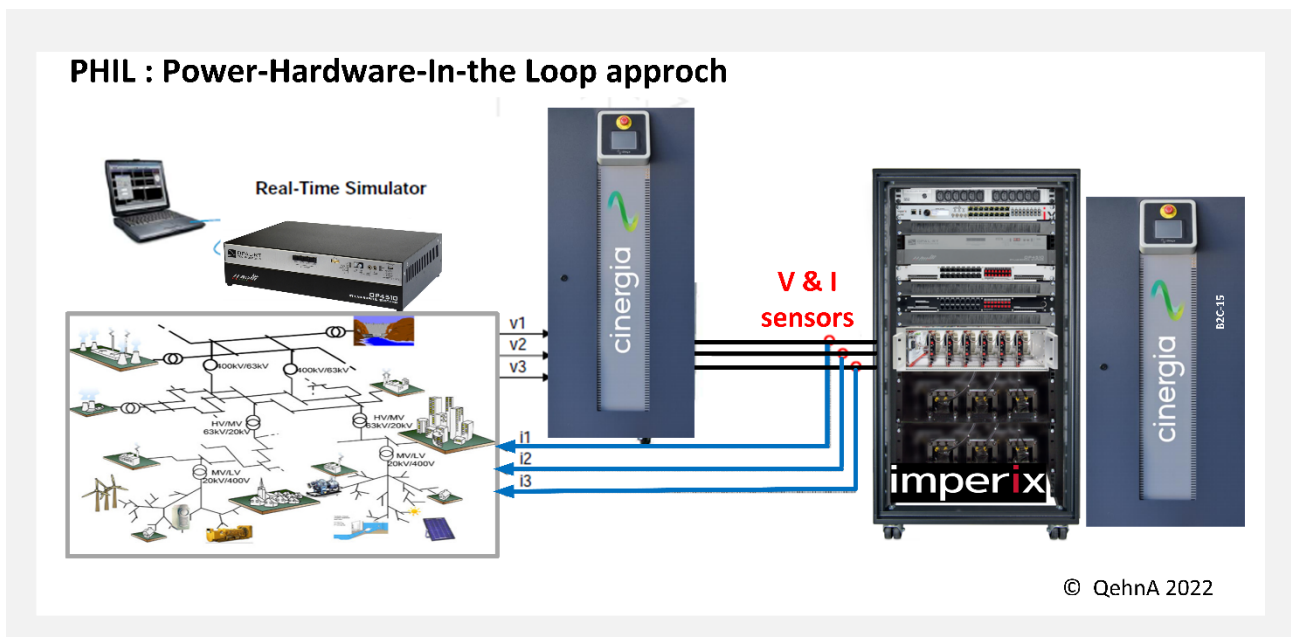 PHIL : Power-Hardware-In-the Loop approch
Real-Time Simulator
OP4510
cinergia
V & I
sensors
v1
v2
v3
400kV/63kV
400kV/63kV
HV/MV
63kV/20kV
HV/MV
63kV/20kV
MV/LV
20kV/400V
MV/LV
20kV/400V
i1
i2
i3
imperix
cinergia
B2C-15
© QehnA 2022